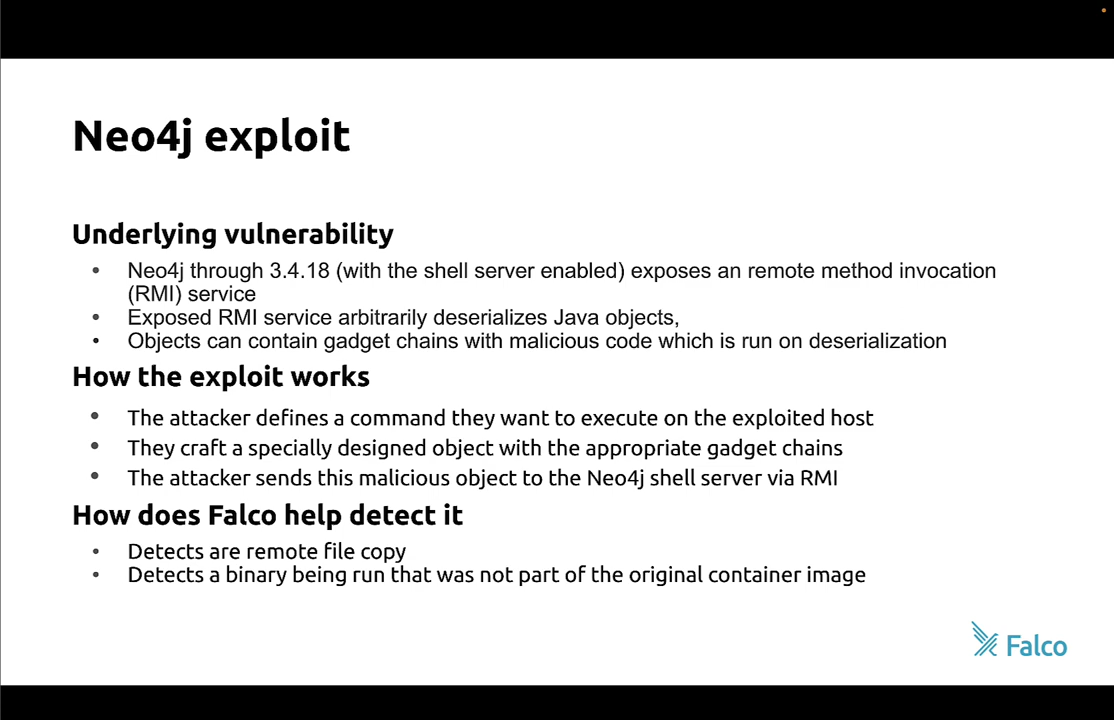 Neo4j exploit
Underlying vulnerability
• Neo4j through 3.4.18 (with the shell server enabled) exposes an remote method invocation
(RMI) service
• Exposed RMI service arbitrarily deserializes Java objects,
• Objects can contain gadget chains with malicious code which is run on deserialization
How the exploit works
• The attacker defines a command they want to execute on the exploited host
• They craft a specially designed object with the appropriate gadget chains
• The attacker sends this malicious object to the Neo4j shell server via RMI
How does Falco help detect it
• Detects are remote file copy
• Detects a binary being run that was not part of the original container image
Falco